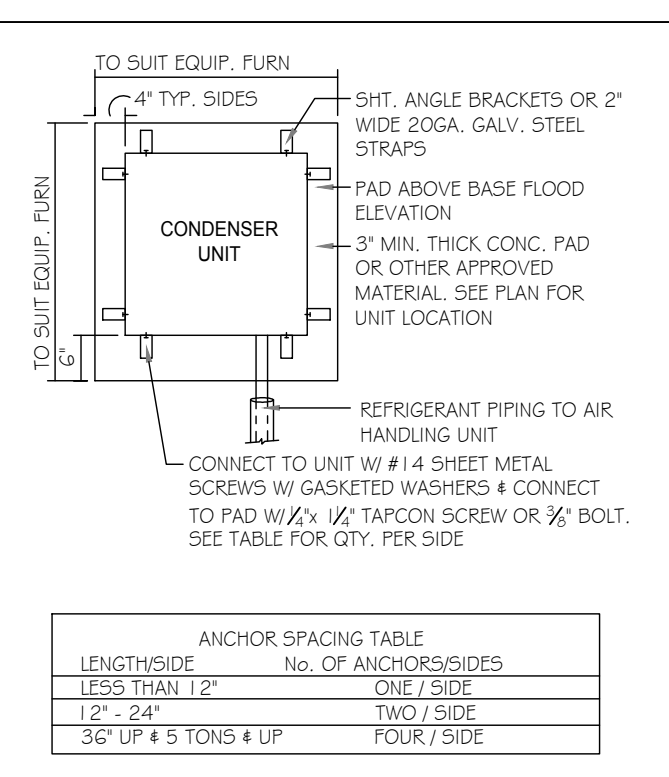 TO SUIT EQUIP. FURN
4" TYP. SIDES
SHT. ANGLE BRACKETS OR 2"
WIDE 20GA. GALV. STEEL
STRAPS
PAD ABOVE BASE FLOOD
ELEVATION
TO SUIT EQUIP. FURN
CONDENSER
UNIT
3" MIN. THICK CONC. PAD
OR OTHER APPROVED
MATERIAL. SEE PLAN FOR
UNIT LOCATION
6"
REFRIGERANT PIPING TO AIR
HANDLING UNIT
CONNECT TO UNIT W/ #14 SHEET METAL
SCREWS W/ GASKETED WASHERS & CONNECT
TO PAD W/ 1/4"x 1 1/4" TAPCON SCREW OR 3/8" BOLT.
SEE TABLE FOR QTY. PER SIDE
ANCHOR SPACING TABLE
LENGTH/SIDE No. OF ANCHORS/SIDES
LESS THAN 12" ONE / SIDE
12" - 24" TWO / SIDE
36" UP & 5 TONS & UP FOUR / SIDE